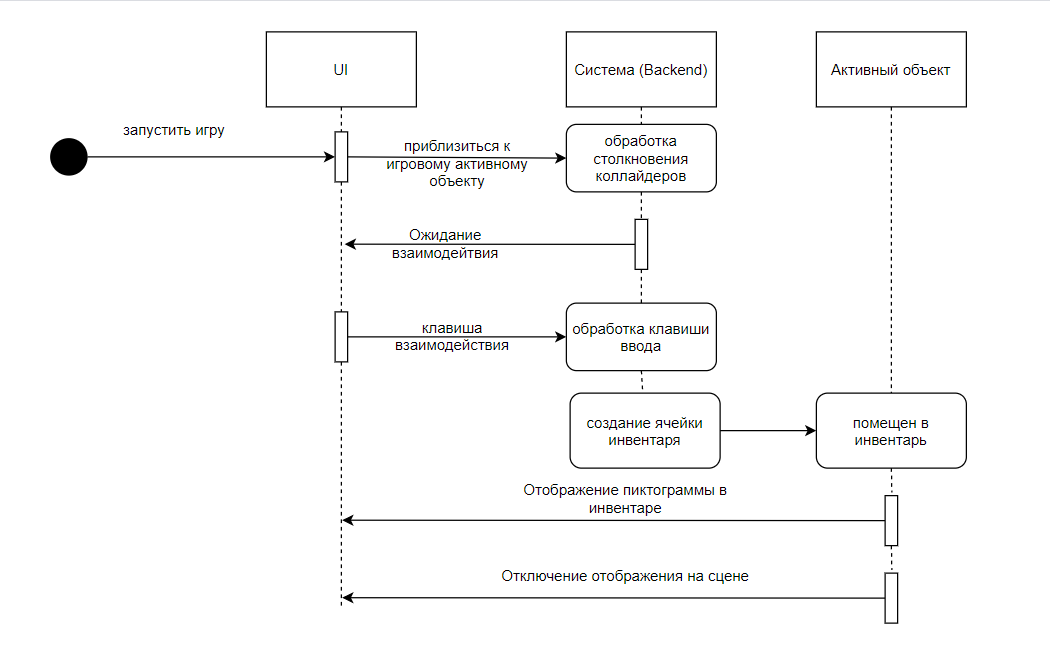 UI
Система (Backend)
Активный объект
запустить игру
приблизиться к
игровому активному
объекту
обработка
столкновения
коллайдеров
Ожидание
взаимодейтвия
клавиша
взаимодействия
обработка клавиши
ввода
создание ячейки
инвентаря
помещен в
инвентарь
Отображение пиктограммы в
инвентаре
Отключение отображения на сцене